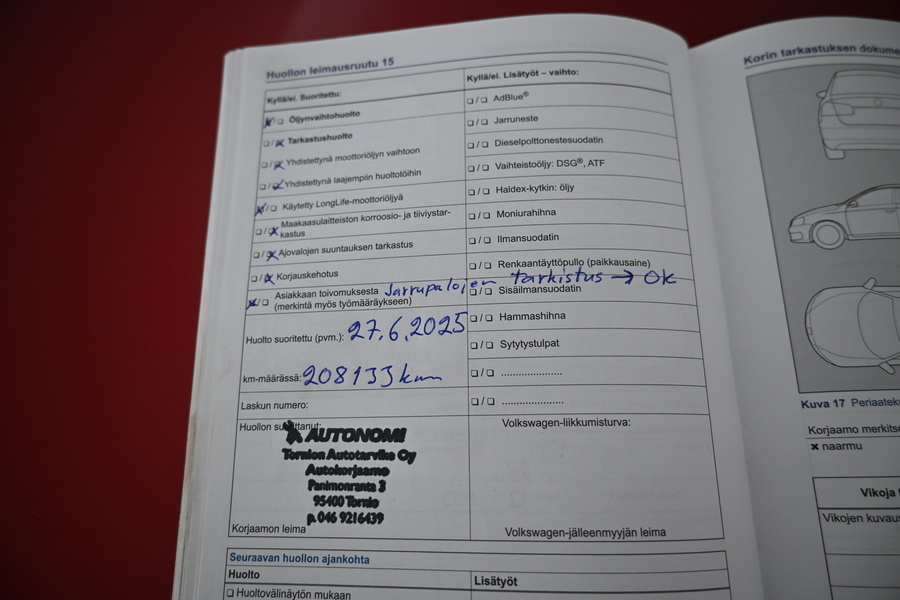 Huollon leimausruutu 15
Kyllä/ei. Suoritettu:
Öljynvaihtohuolto
Tarkastushuolto
Yhdistettynä moottoriöljyn vaihtoon
Yhdistettynä laajempiin huoltotöihin
Käytetty LongLife-moottoriöljyä
Maakaasulaitteiston korroosio- ja tiiviystar-
kastus
Ajovalojen suuntauksen tarkastus
Korjauskehotus
Asiakkaan toivomuksesta Jarrupalojen tarkistus → Ok
(merkintä myös työmääräykseen)
Huolto suoritettu (pvm.): 27.6.2025
km-määrässä: 208133 km
Laskun numero:
Huollon suorittanut:
AUTONOMI
Tornion Autotarvike Oy
Autokorjaamo
Panimonranta 3
95400 Tornio
p. 046 9216439
Korjaamon leima
Kyllä/ei. Lisätyöt – vaihto:
AdBlue®
Jarruneste
Dieselpolttonestesuodatin
Vaihteistoöljy: DSG®, ATF
Haldex-kytkin: öljy
Moniurahihna
Ilmansuodatin
Renkaantäyttöpullo (paikkausaine)
Sisäilmansuodatin
Hammashihna
Sytytystulpat
Volkswagen-liikkumisturva:
Volkswagen-jälleenmyyjän leima
Seuraavan huollon ajankohta
Huolto
Lisätyöt
Huoltovälinäytön mukaan
Korin tarkastuksen
Kuva 17
Korjaamo
x naarmu
Vikoja
Vikojen